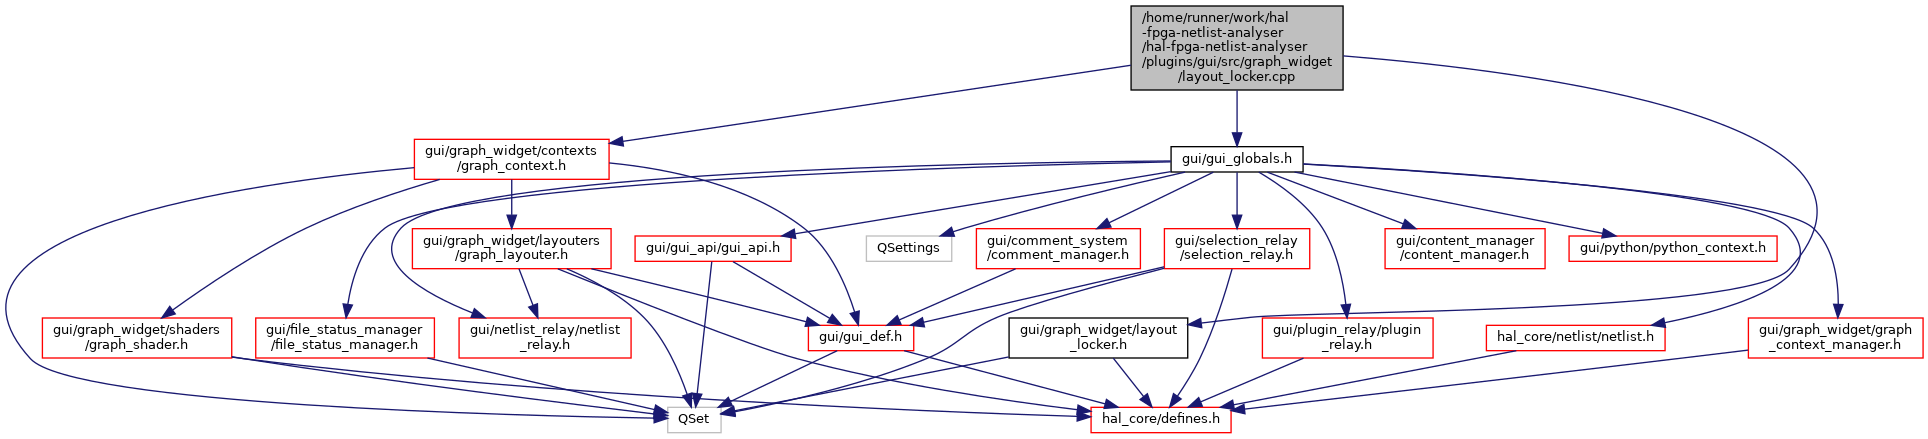 /home/runner/work/hal
-fpga-netlist-analyser
/hal-fpga-netlist-analyser
/plugins/gui/src/graph_widget
/layout_locker.cpp
gui/graph_widget/contexts
/graph_context.h
gui/gui_globals.h
gui/graph_widget/layouters
/graph_layouter.h
gui/gui_api/gui_api.h
QSettings
gui/comment_system
/comment_manager.h
gui/selection_relay
/selection_relay.h
gui/content_manager
/content_manager.h
gui/python/python_context.h
gui/graph_widget/shaders
/graph_shader.h
gui/file_status_manager
/file_status_manager.h
gui/netlist_relay/netlist
_relay.h
gui/gui_def.h
gui/graph_widget/layout
_locker.h
gui/plugin_relay/plugin
_relay.h
hal_core/netlist/netlist.h
gui/graph_widget/graph
_context_manager.h
QSet
hal_core/defines.h